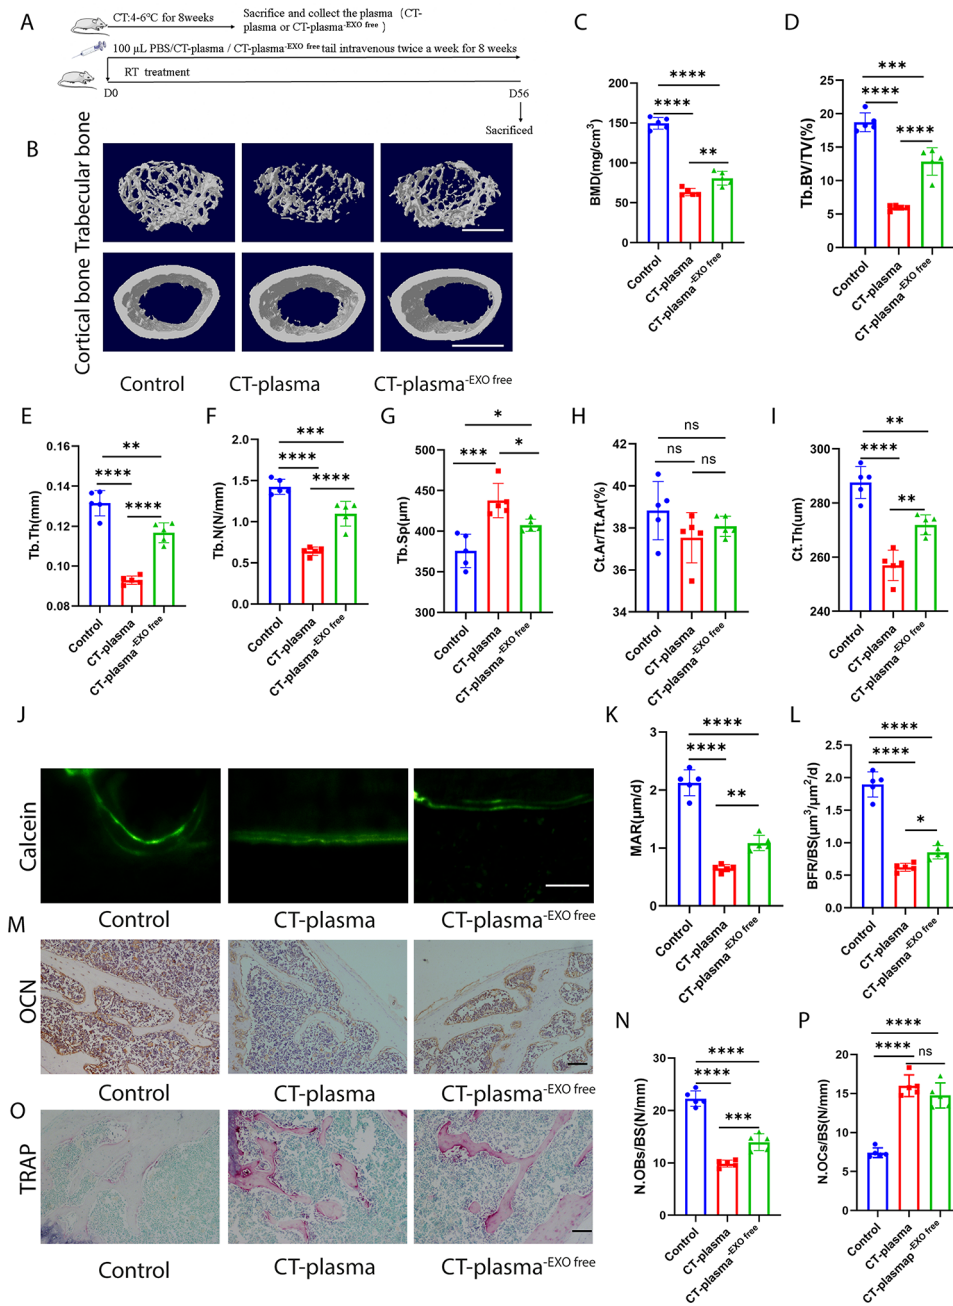 A
CT:4-6℃ for 8weeks
Sacrifice and collect the plasma (CT-
plasma or CT-plasma-EXO free)
100 μL PBS/CT-plasma / CT-plasma-EXO free tail intravenous twice a week for 8 weeks
RT treatment
D0
D56
Sacrificed
B
Trabecular bone
Cortical bone
Control
CT-plasma
CT-plasma-EXO free
C
BMD(mg/cm³)
200
150
100
50
0
****
****
**
Control
CT-plasma
CT-plasma-EXO free
D
Tb.BV/TV(%)
25
20
15
10
5
0
***
****
****
Control
CT-plasma
CT-plasma-EXO free
E
Tb.Th(mm)
0.16
0.14
0.12
0.10
0.08
**
****
****
Control
CT-plasma
CT-plasma-EXO free
F
Tb.N(N/mm)
2.0
1.5
1.0
0.5
0.0
***
****
****
Control
CT-plasma
CT-plasma-EXO free
G
Tb.Sp(μm)
500
450
400
350
300
*
***
*
Control
CT-plasma
CT-plasma-EXO free
H
Ct.Ar/Tt.Ar(%)
42
40
38
36
34
ns
ns
ns
Control
CT-plasma
CT-plasma-EXO free
I
Ct.Th(um)
300
280
260
240
**
****
**
Control
CT-plasma
CT-plasma-EXO free
J
Calcein
Control
CT-plasma
CT-plasma-EXO free
K
MAR(μm/d)
3
2
1
0
****
****
**
Control
CT-plasma
CT-plasma-EXO free
L
BFR/BS(μm³/μm²/d)
2.5
2.0
1.5
1.0
0.5
0.0
****
****
*
Control
CT-plasma
CT-plasma-EXO free
M
OCN
Control
CT-plasma
CT-plasma-EXO free
N
N.OBs/BS(N/mm)
30
20
10
0
****
****
***
Control
CT-plasma
CT-plasma-EXO free
O
TRAP
Control
CT-plasma
CT-plasma-EXO free
P
N.OCs/BS(N/mm)
20
15
10
5
0
****
****
ns
Control
CT-plasma
CT-plasmap-EXO free